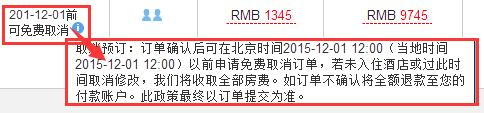 201-12-01前
可免费取消
RMB 1345
RMB 9745
取消预订：订单确认后可在北京时间2015-12-01 12:00（当地时间
2015-12-01 12:00）以前申请免费取消订单，若未入住酒店或过此时
间取消修改，我们将收取全部房费。如订单不确认将全额退款至您的
付款账户。此政策最终以订单提交为准。